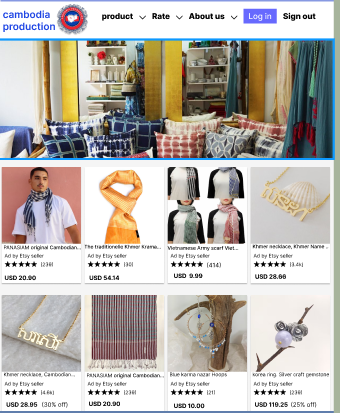 cambodia
production
product
Rate
About us
Log in
Sign out
PANASIAM original Cambodian...
Ad by Etsy seller
★★★★★ (239)
USD 20.90
The traditionelle Khmer Krama...
Ad by Etsy seller
★★★★★ (30)
USD 54.14
Vietnamese Army scarf Viet...
Ad by Etsy seller
★★★★★ (414)
USD 9.99
Khmer necklace, Khmer Name ..
Ad by Etsy seller
★★★★★ (3.4k)
USD 28.66
Khmer necklace, Cambodian...
Ad by Etsy seller
★★★★★ (4.6k)
USD 28.95 (30% off)
PANASIAM original Cambodian...
Ad by Etsy seller
★★★★★ (239)
USD 20.90
Blue karma nazar Hoops
Ad by Etsy seller
★★★★★ (21)
USD 10.00
korea ring. Silver craft gemstone
Ad by Etsy seller
★★★★★ (239)
USD 119.25 (25% off)